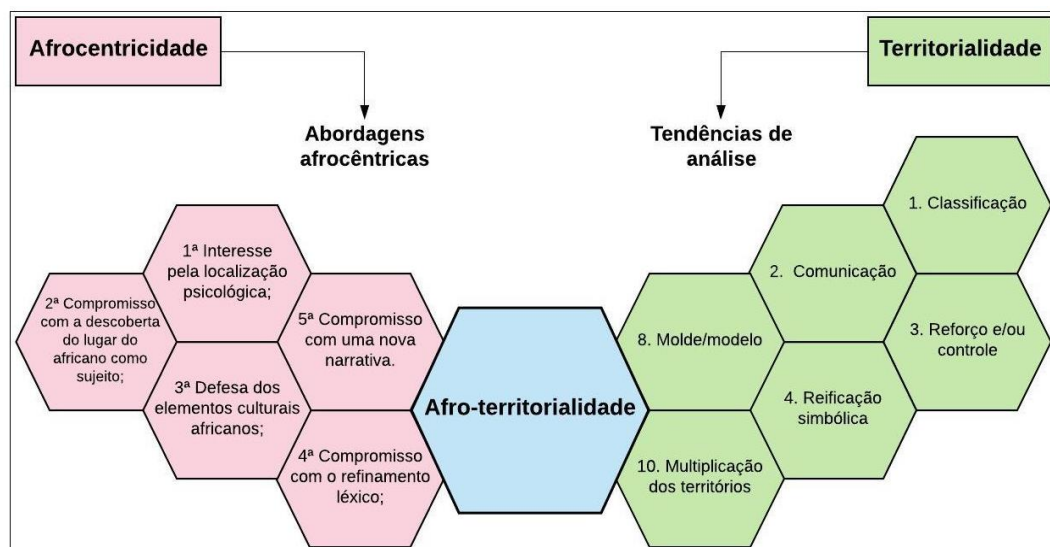 Afrocentricidade
Territorialidade
Abordagens
afrocêntricas
Tendências de
análise
1ª Interesse
pela localização
psicológica;
2ª Compromisso
com a descoberta
do lugar do
africano como
sujeito;
3ª Defesa dos
elementos culturais
africanos;
5ª Compromisso
com uma nova
narrativa.
4ª Compromisso
com o refinamento
léxico;
Afro-territorialidade
1. Classificação
2. Comunicação
3. Reforço e/ou
controle
8. Molde/modelo
4. Reificação
simbólica
10. Multiplicação
dos territórios